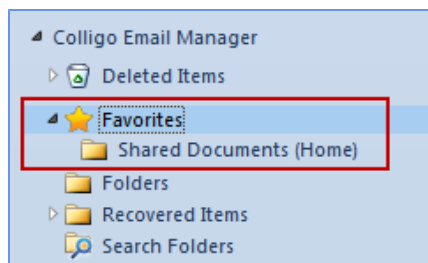 Colligo Email Manager
Deleted Items
Favorites
Shared Documents (Home)
Folders
Recovered Items
Search Folders